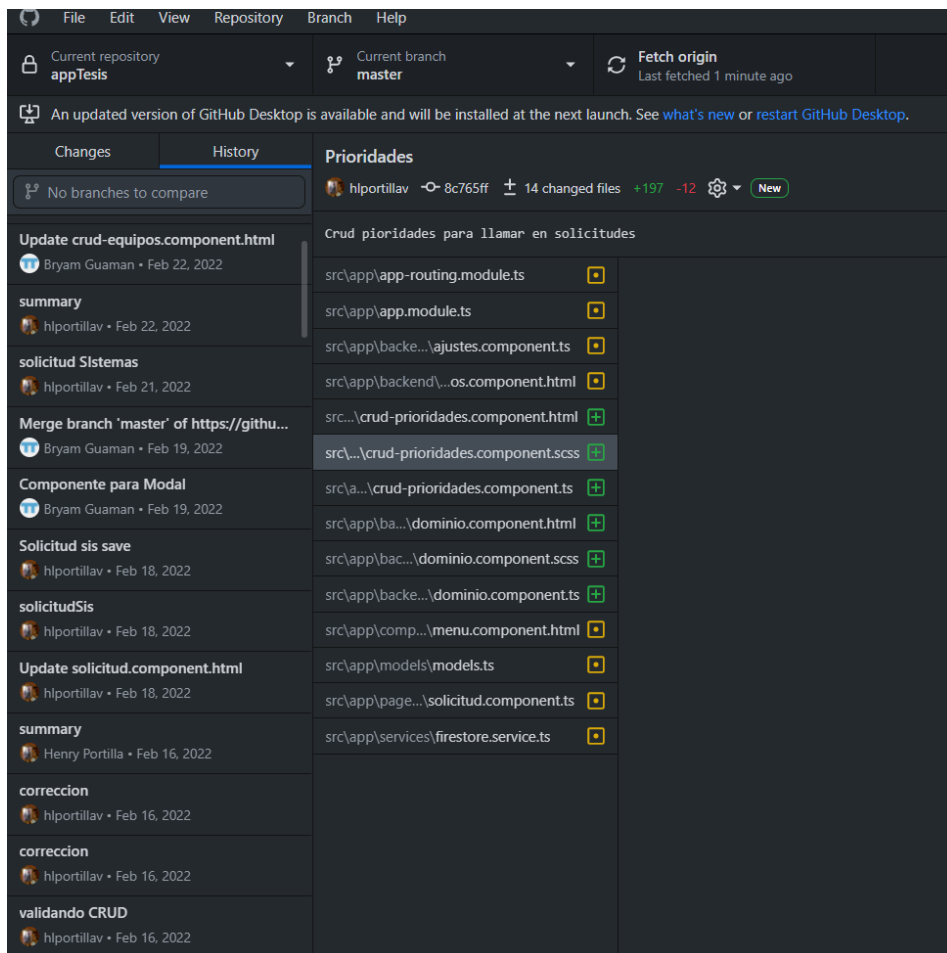 File Edit View Repository Branch Help
Current repository
appTesis
Current branch
master
Fetch origin
Last fetched 1 minute ago
An updated version of GitHub Desktop is available and will be installed at the next launch. See what's new or restart GitHub Desktop.
Changes
History
No branches to compare
Update crud-equipos.component.html
Bryam Guaman • Feb 22, 2022
summary
hlportillav • Feb 22, 2022
solicitud SIstemas
hlportillav • Feb 21, 2022
Merge branch 'master' of https://githu...
Bryam Guaman • Feb 19, 2022
Componente para Modal
Bryam Guaman • Feb 19, 2022
Solicitud sis save
hlportillav • Feb 18, 2022
solicitudSis
hlportillav • Feb 18, 2022
Update solicitud.component.html
hlportillav • Feb 18, 2022
summary
Henry Portilla • Feb 16, 2022
correccion
hlportillav • Feb 16, 2022
correccion
hlportillav • Feb 16, 2022
validando CRUD
hlportillav • Feb 16, 2022
Prioridades
hlportillav 8c765ff 14 changed files +197 -12 New
Crud pioridades para llamar en solicitudes
src\app\app-routing.module.ts
src\app\app.module.ts
src\app\backe...\ajustes.component.ts
src\app\backend\...os.component.html
src...\crud-prioridades.component.html
src\...\crud-prioridades.component.scss
src\a...\crud-prioridades.component.ts
src\app\ba...\dominio.component.html
src\app\bac...\dominio.component.scss
src\app\backe...\dominio.component.ts
src\app\comp...\menu.component.html
src\app\models\models.ts
src\app\page...\solicitud.component.ts
src\app\services\firestore.service.ts